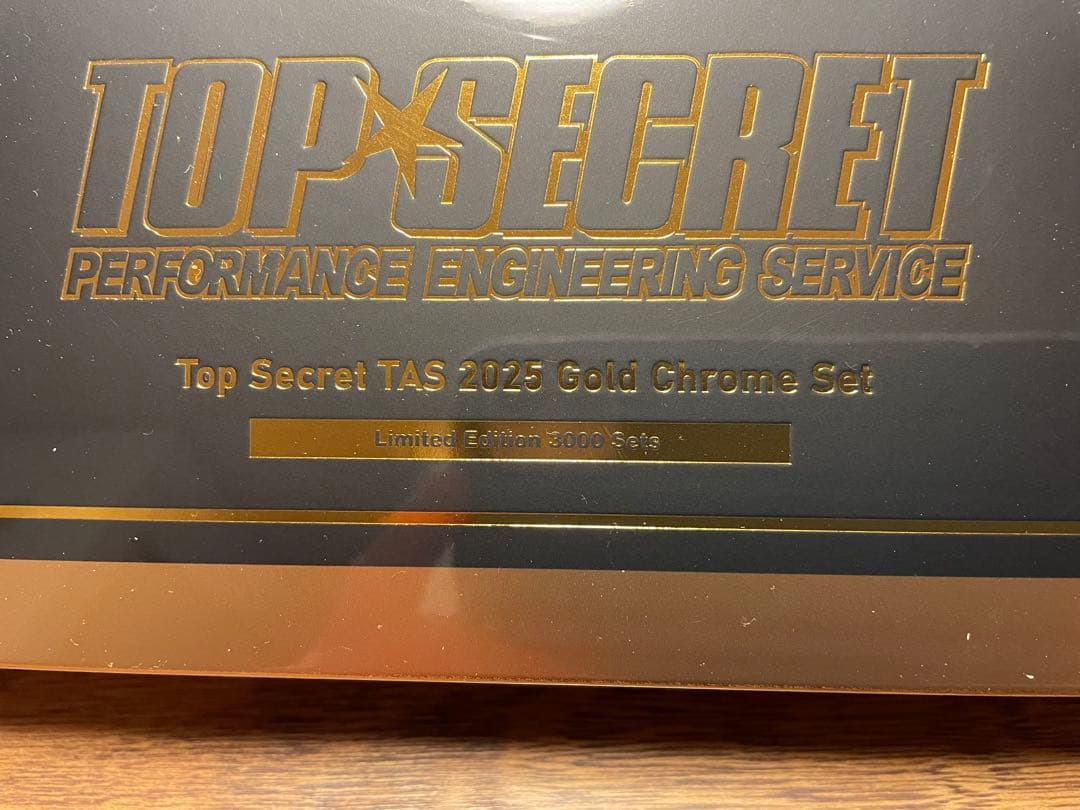 TOP SECRET
PERFORMANCE ENGINEERING SERVICE
Top Secret TAS 2025 Gold Chrome Set
Limited Edition 3000 Sets